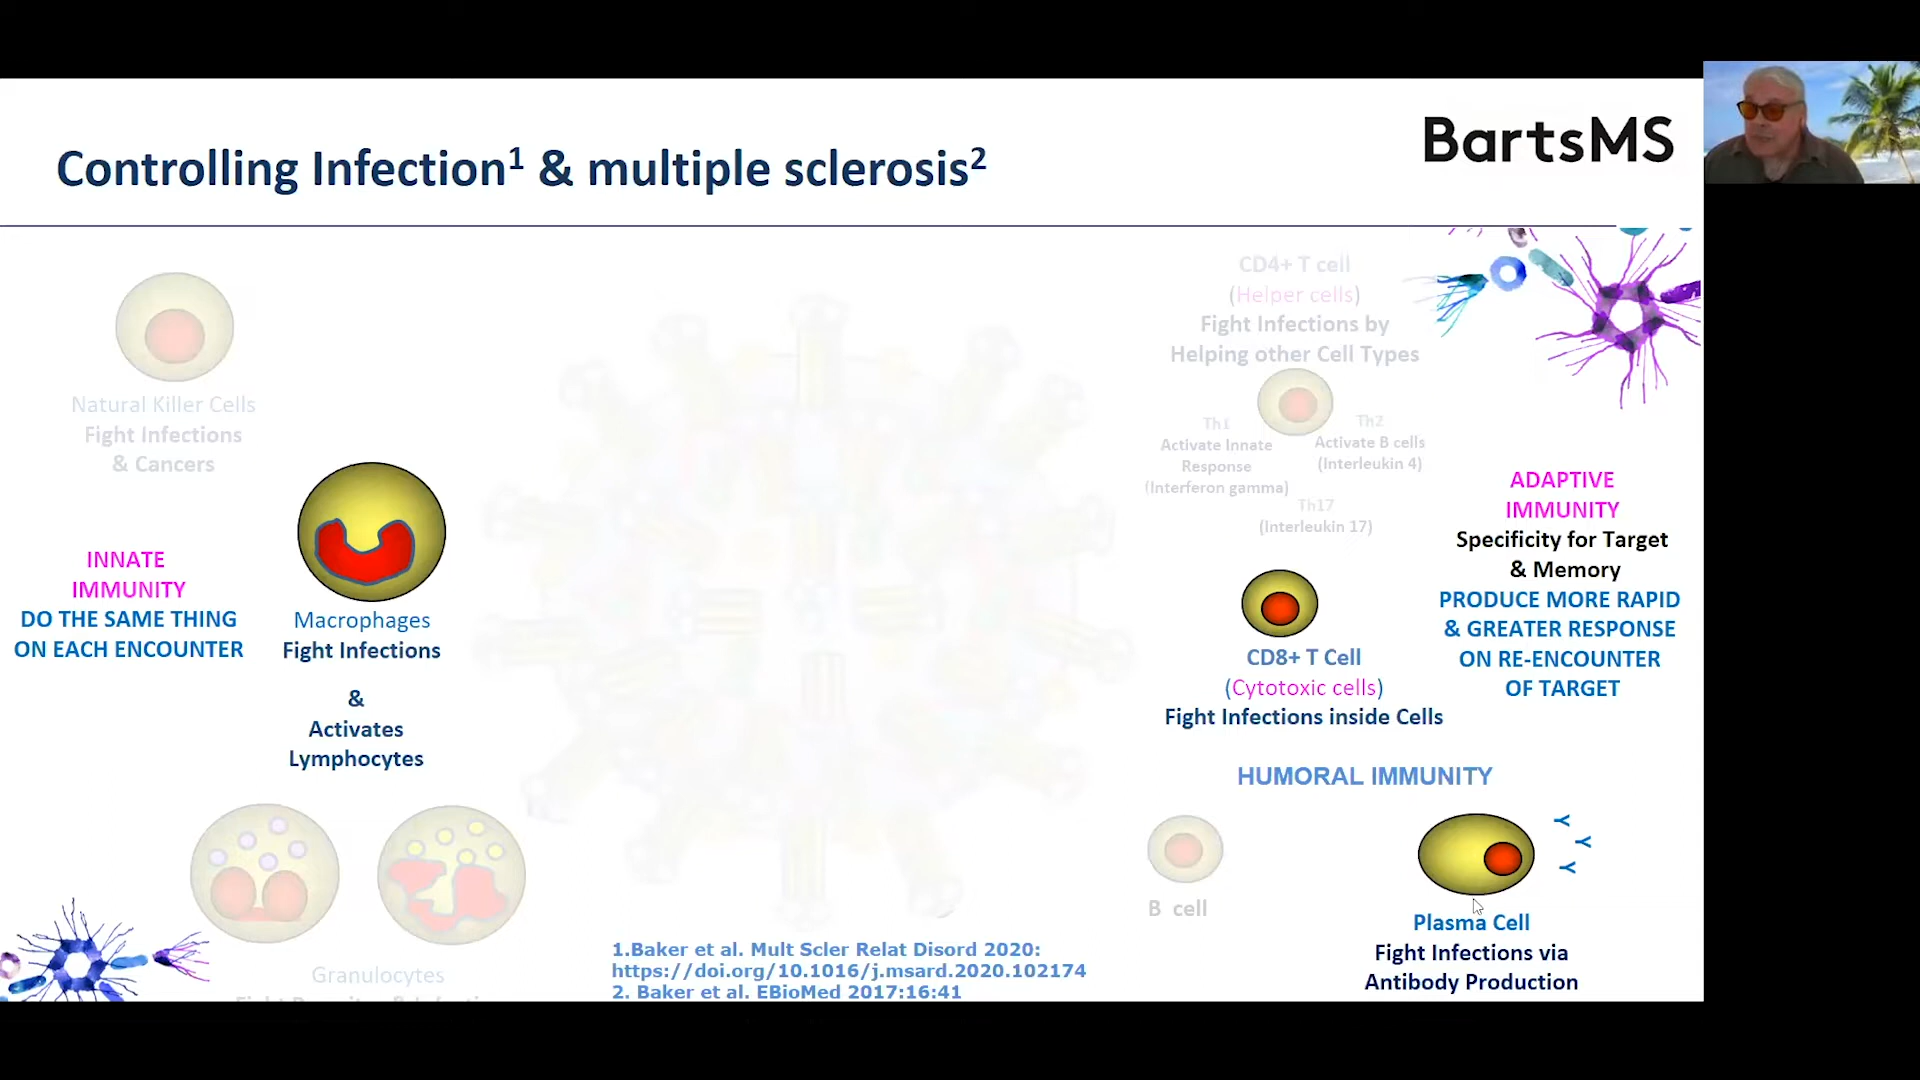 Controlling Infection1 & multiple sclerosis2
BartsMS
Natural Killer Cells
Fight Infections
& Cancers
INNATE
IMMUNITY
DO THE SAME THING
ON EACH ENCOUNTER
Macrophages
Fight Infections
&
Activates
Lymphocytes
Granulocytes
CD4+ T cell
(Helper cells)
Fight Infections by
Helping other Cell Types
Th1
Activate Innate
Response
(Interferon gamma)
Th2
Activate B cells
(Interleukin 4)
Th17
(Interleukin 17)
CD8+ T Cell
(Cytotoxic cells)
Fight Infections inside Cells
ADAPTIVE
IMMUNITY
Specificity for Target
& Memory
PRODUCE MORE RAPID
& GREATER RESPONSE
ON RE-ENCOUNTER
OF TARGET
HUMORAL IMMUNITY
B cell
Plasma Cell
Fight Infections via
Antibody Production
1.Baker et al. Mult Scler Relat Disord 2020:
https://doi.org/10.1016/j.msard.2020.102174
2. Baker et al. EBioMed 2017:16:41